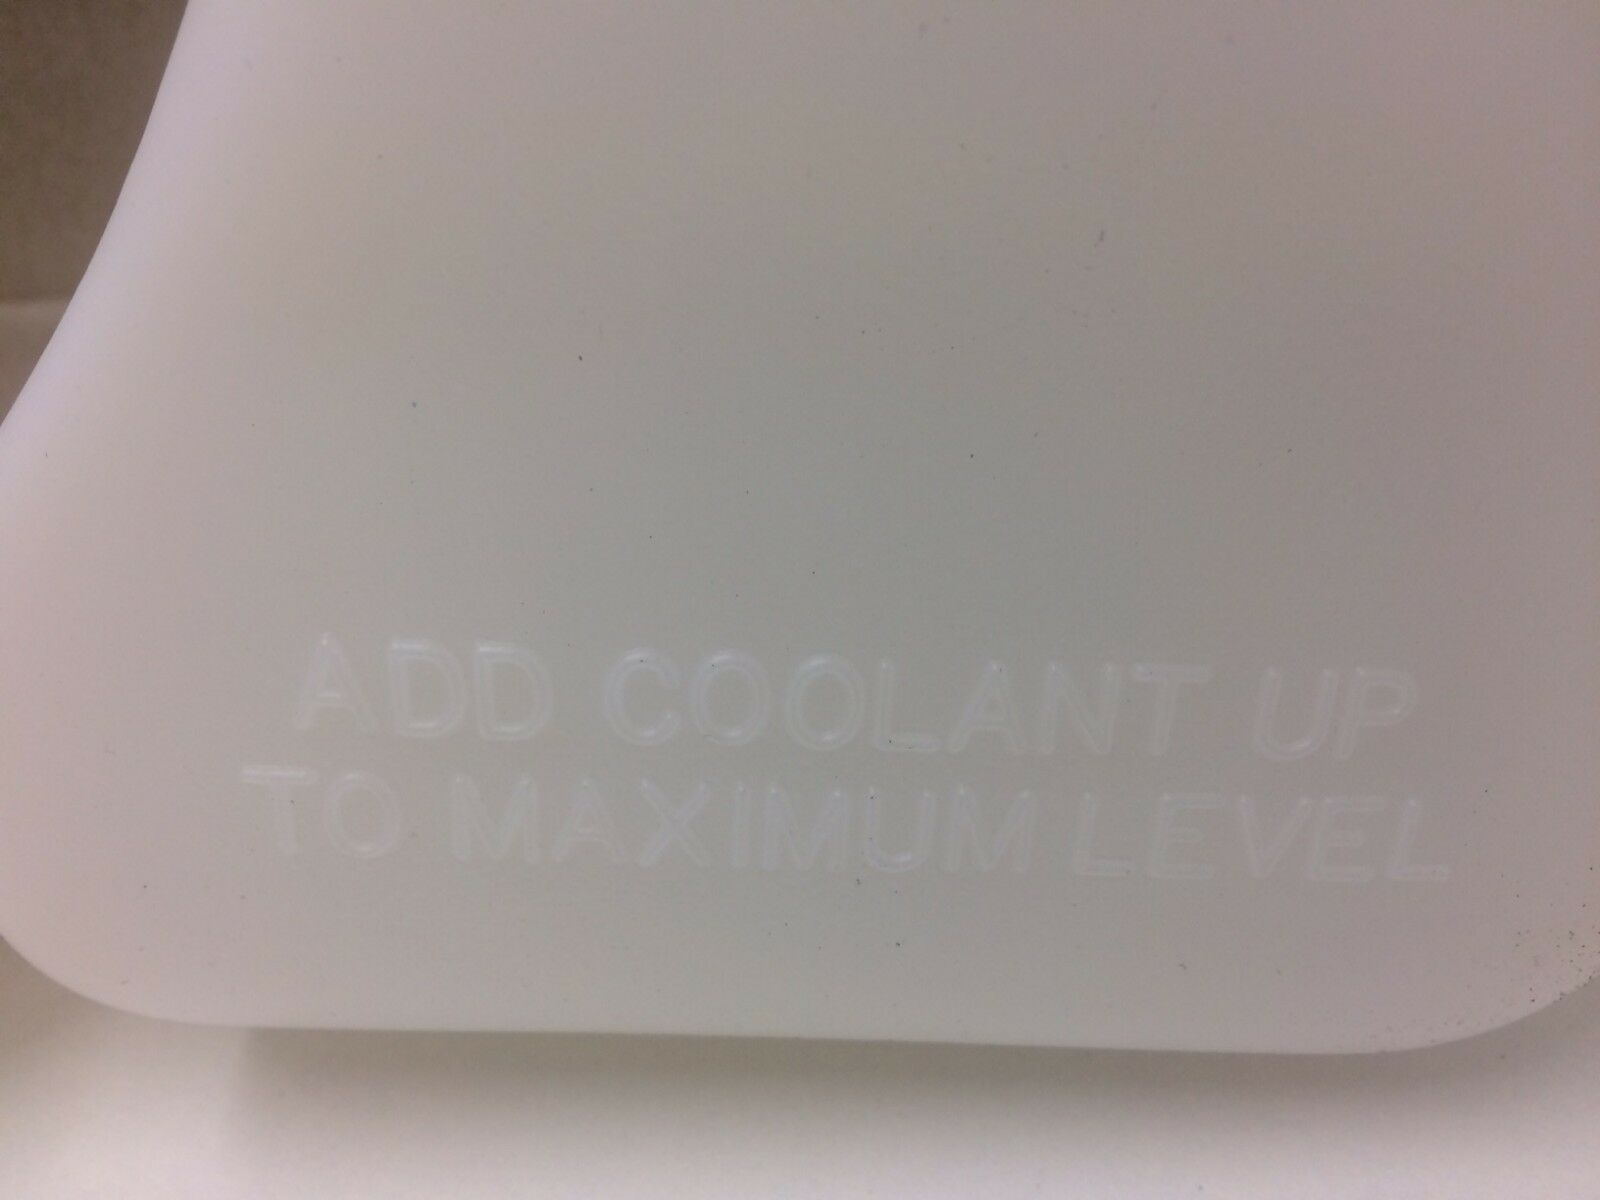 ADD COOLANT UP
TO MAXIMUM LEVEL